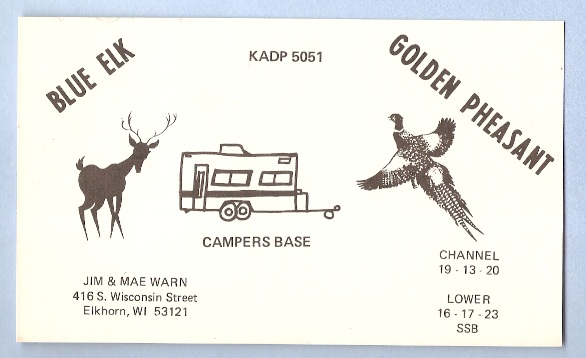 BLUE ELK
KADP 5051
GOLDEN PHEASANT
CAMPERS BASE
JIM & MAE WARN
416 S. Wisconsin Street
Elkhorn, WI 53121
CHANNEL
19 - 13 - 20
LOWER
16 - 17 - 23
SSB